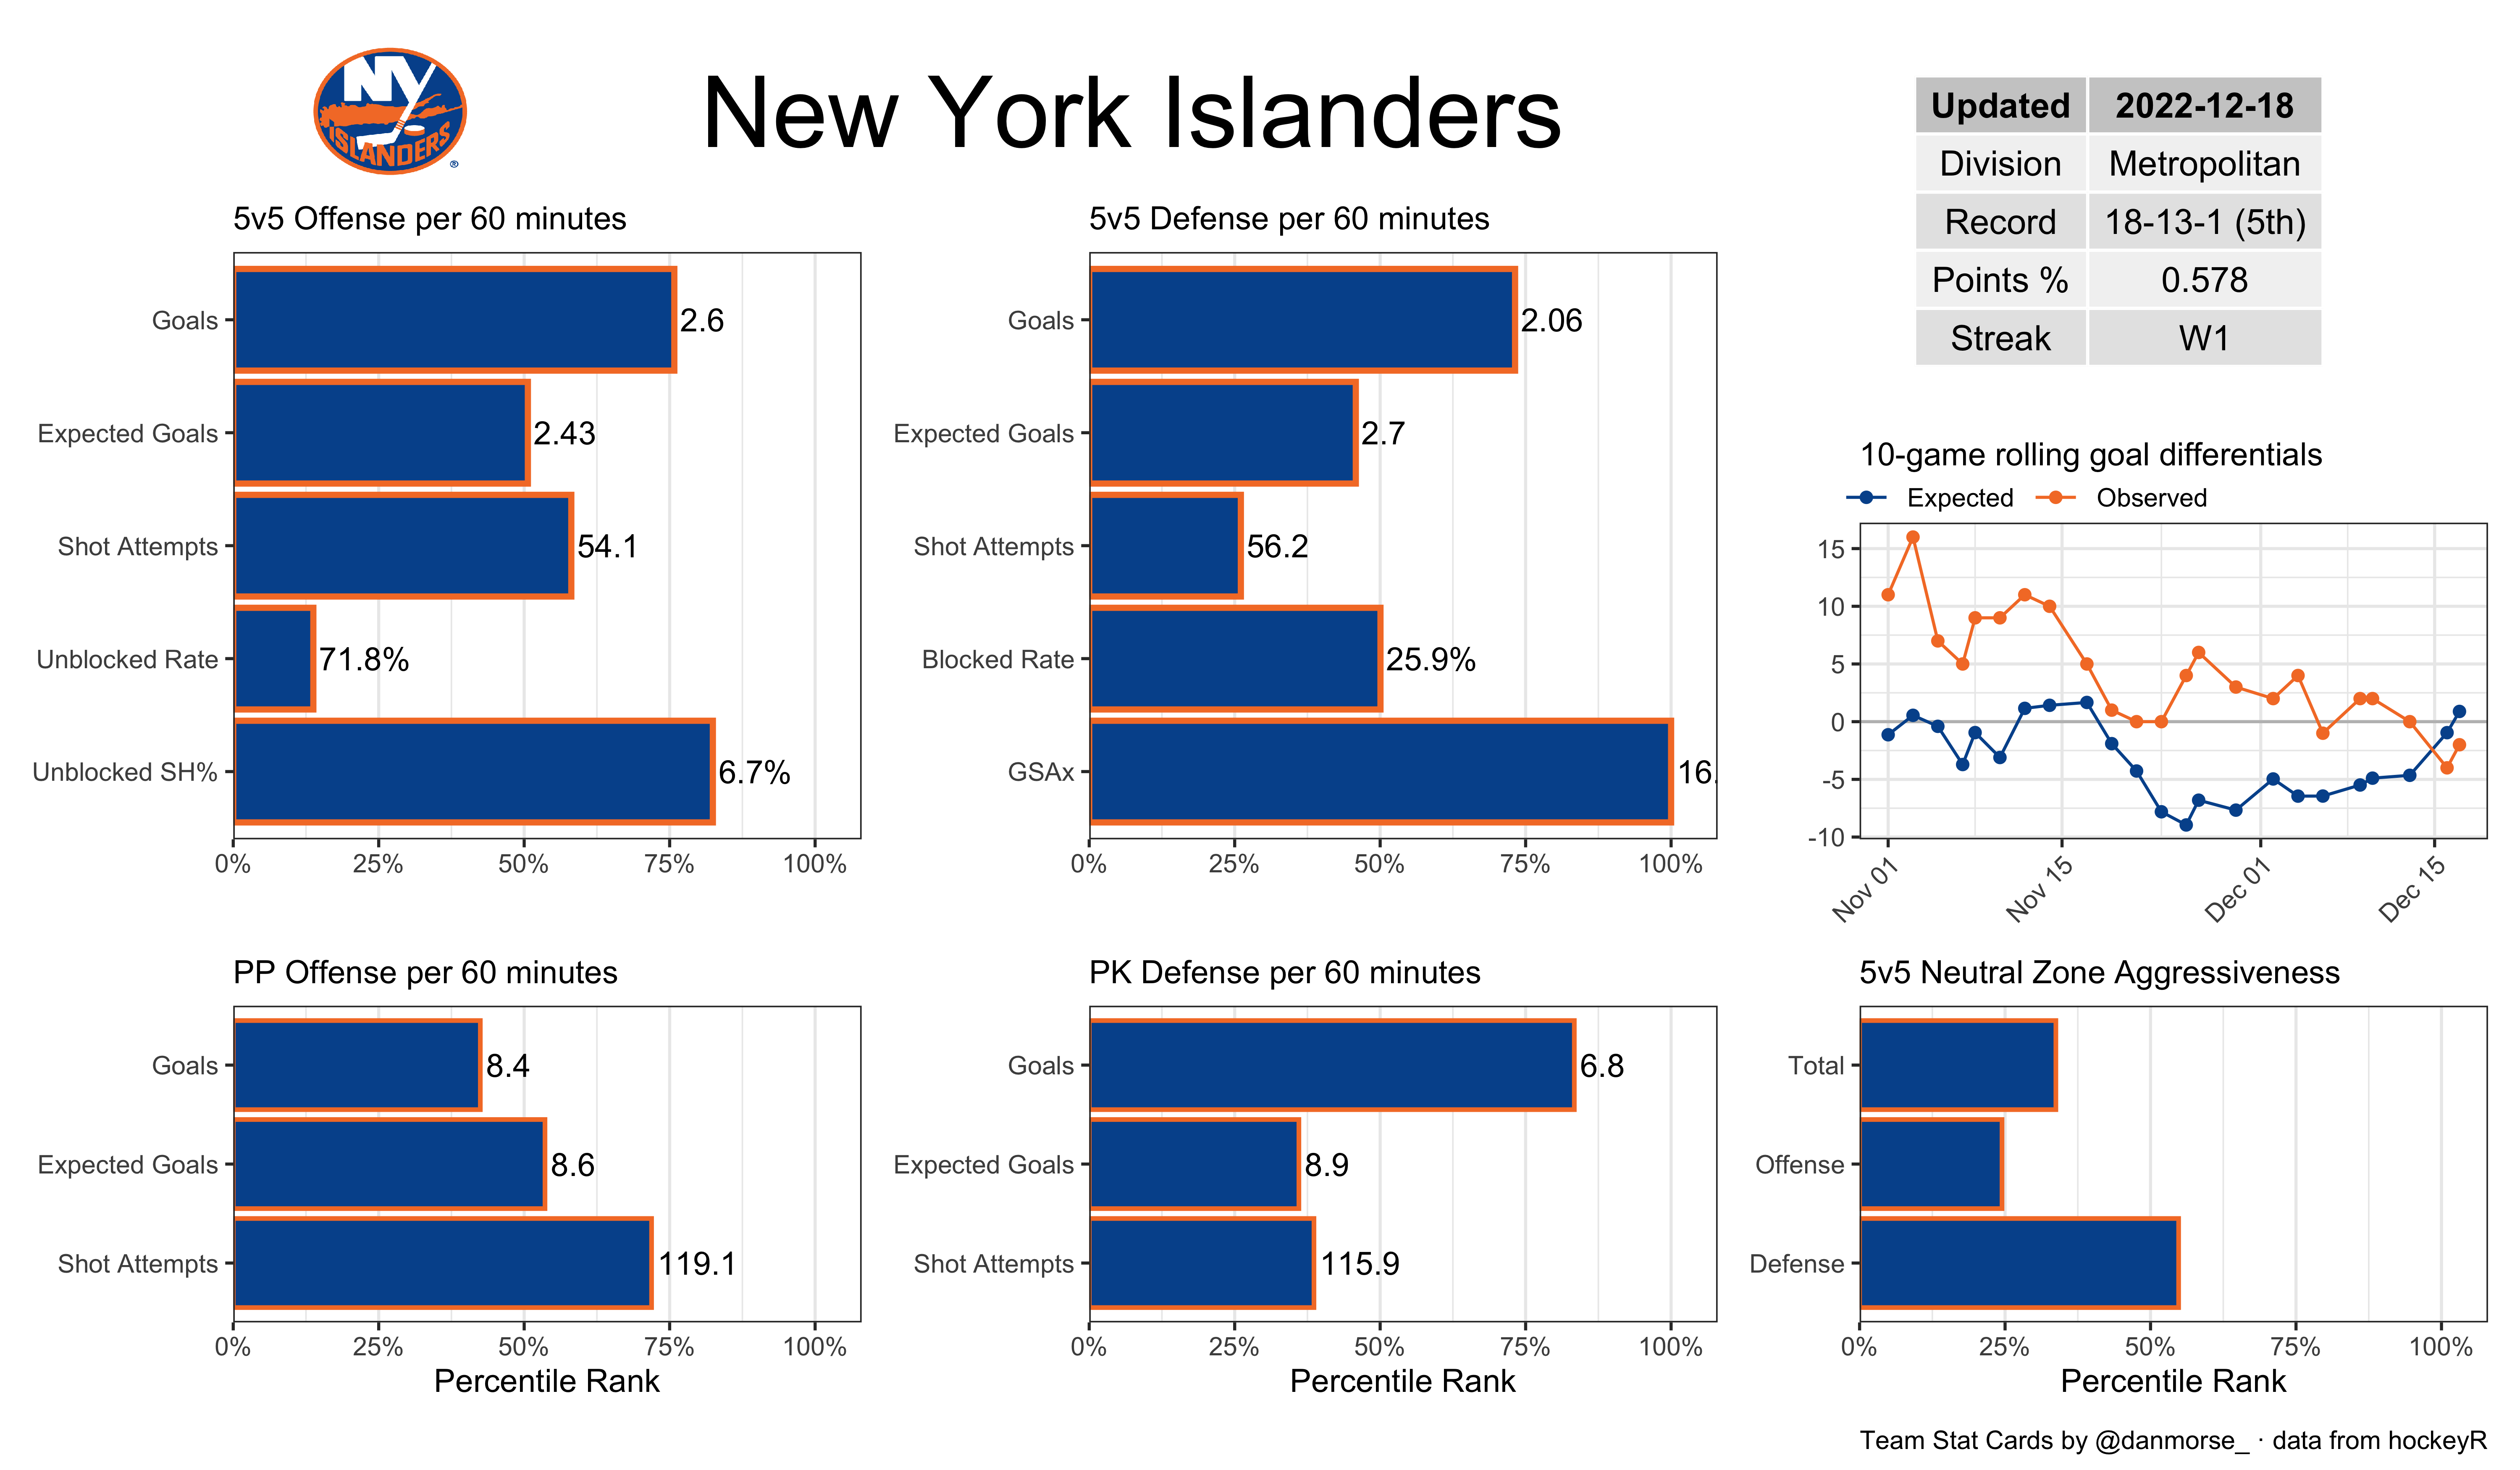 NY
ISLANDERS
®
New York Islanders
Updated 2022-12-18
Division Metropolitan
Record 18-13-1 (5th)
Points % 0.578
Streak W1
5v5 Offense per 60 minutes
Goals 2.6
Expected Goals 2.43
Shot Attempts 54.1
Unblocked Rate 71.8%
Unblocked SH% 6.7%
0% 25% 50% 75% 100%
5v5 Defense per 60 minutes
Goals 2.06
Expected Goals 2.7
Shot Attempts 56.2
Blocked Rate 25.9%
GSAx 16.
0% 25% 50% 75% 100%
10-game rolling goal differentials
Expected Observed
15
10
5
0
-5
-10
Nov 01 Nov 15 Dec 01 Dec 15
PP Offense per 60 minutes
Goals 8.4
Expected Goals 8.6
Shot Attempts 119.1
0% 25% 50% 75% 100%
Percentile Rank
PK Defense per 60 minutes
Goals 6.8
Expected Goals 8.9
Shot Attempts 115.9
0% 25% 50% 75% 100%
Percentile Rank
5v5 Neutral Zone Aggressiveness
Total
Offense
Defense
0% 25% 50% 75% 100%
Percentile Rank
Team Stat Cards by @danmorse_ · data from hockeyR